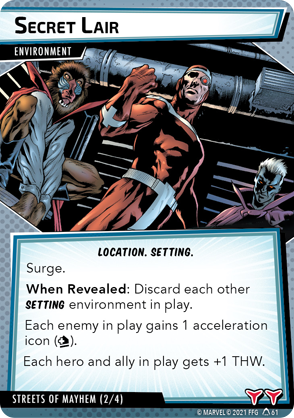 SECRET LAIR
ENVIRONMENT
LOCATION. SETTING.
Surge.
When Revealed: Discard each other
SETTING environment in play.
Each enemy in play gains 1 acceleration
icon ().
Each hero and ally in play gets +1 THW.
STREETS OF MAYHEM (2/4)
© MARVEL © 2021 FFG 61